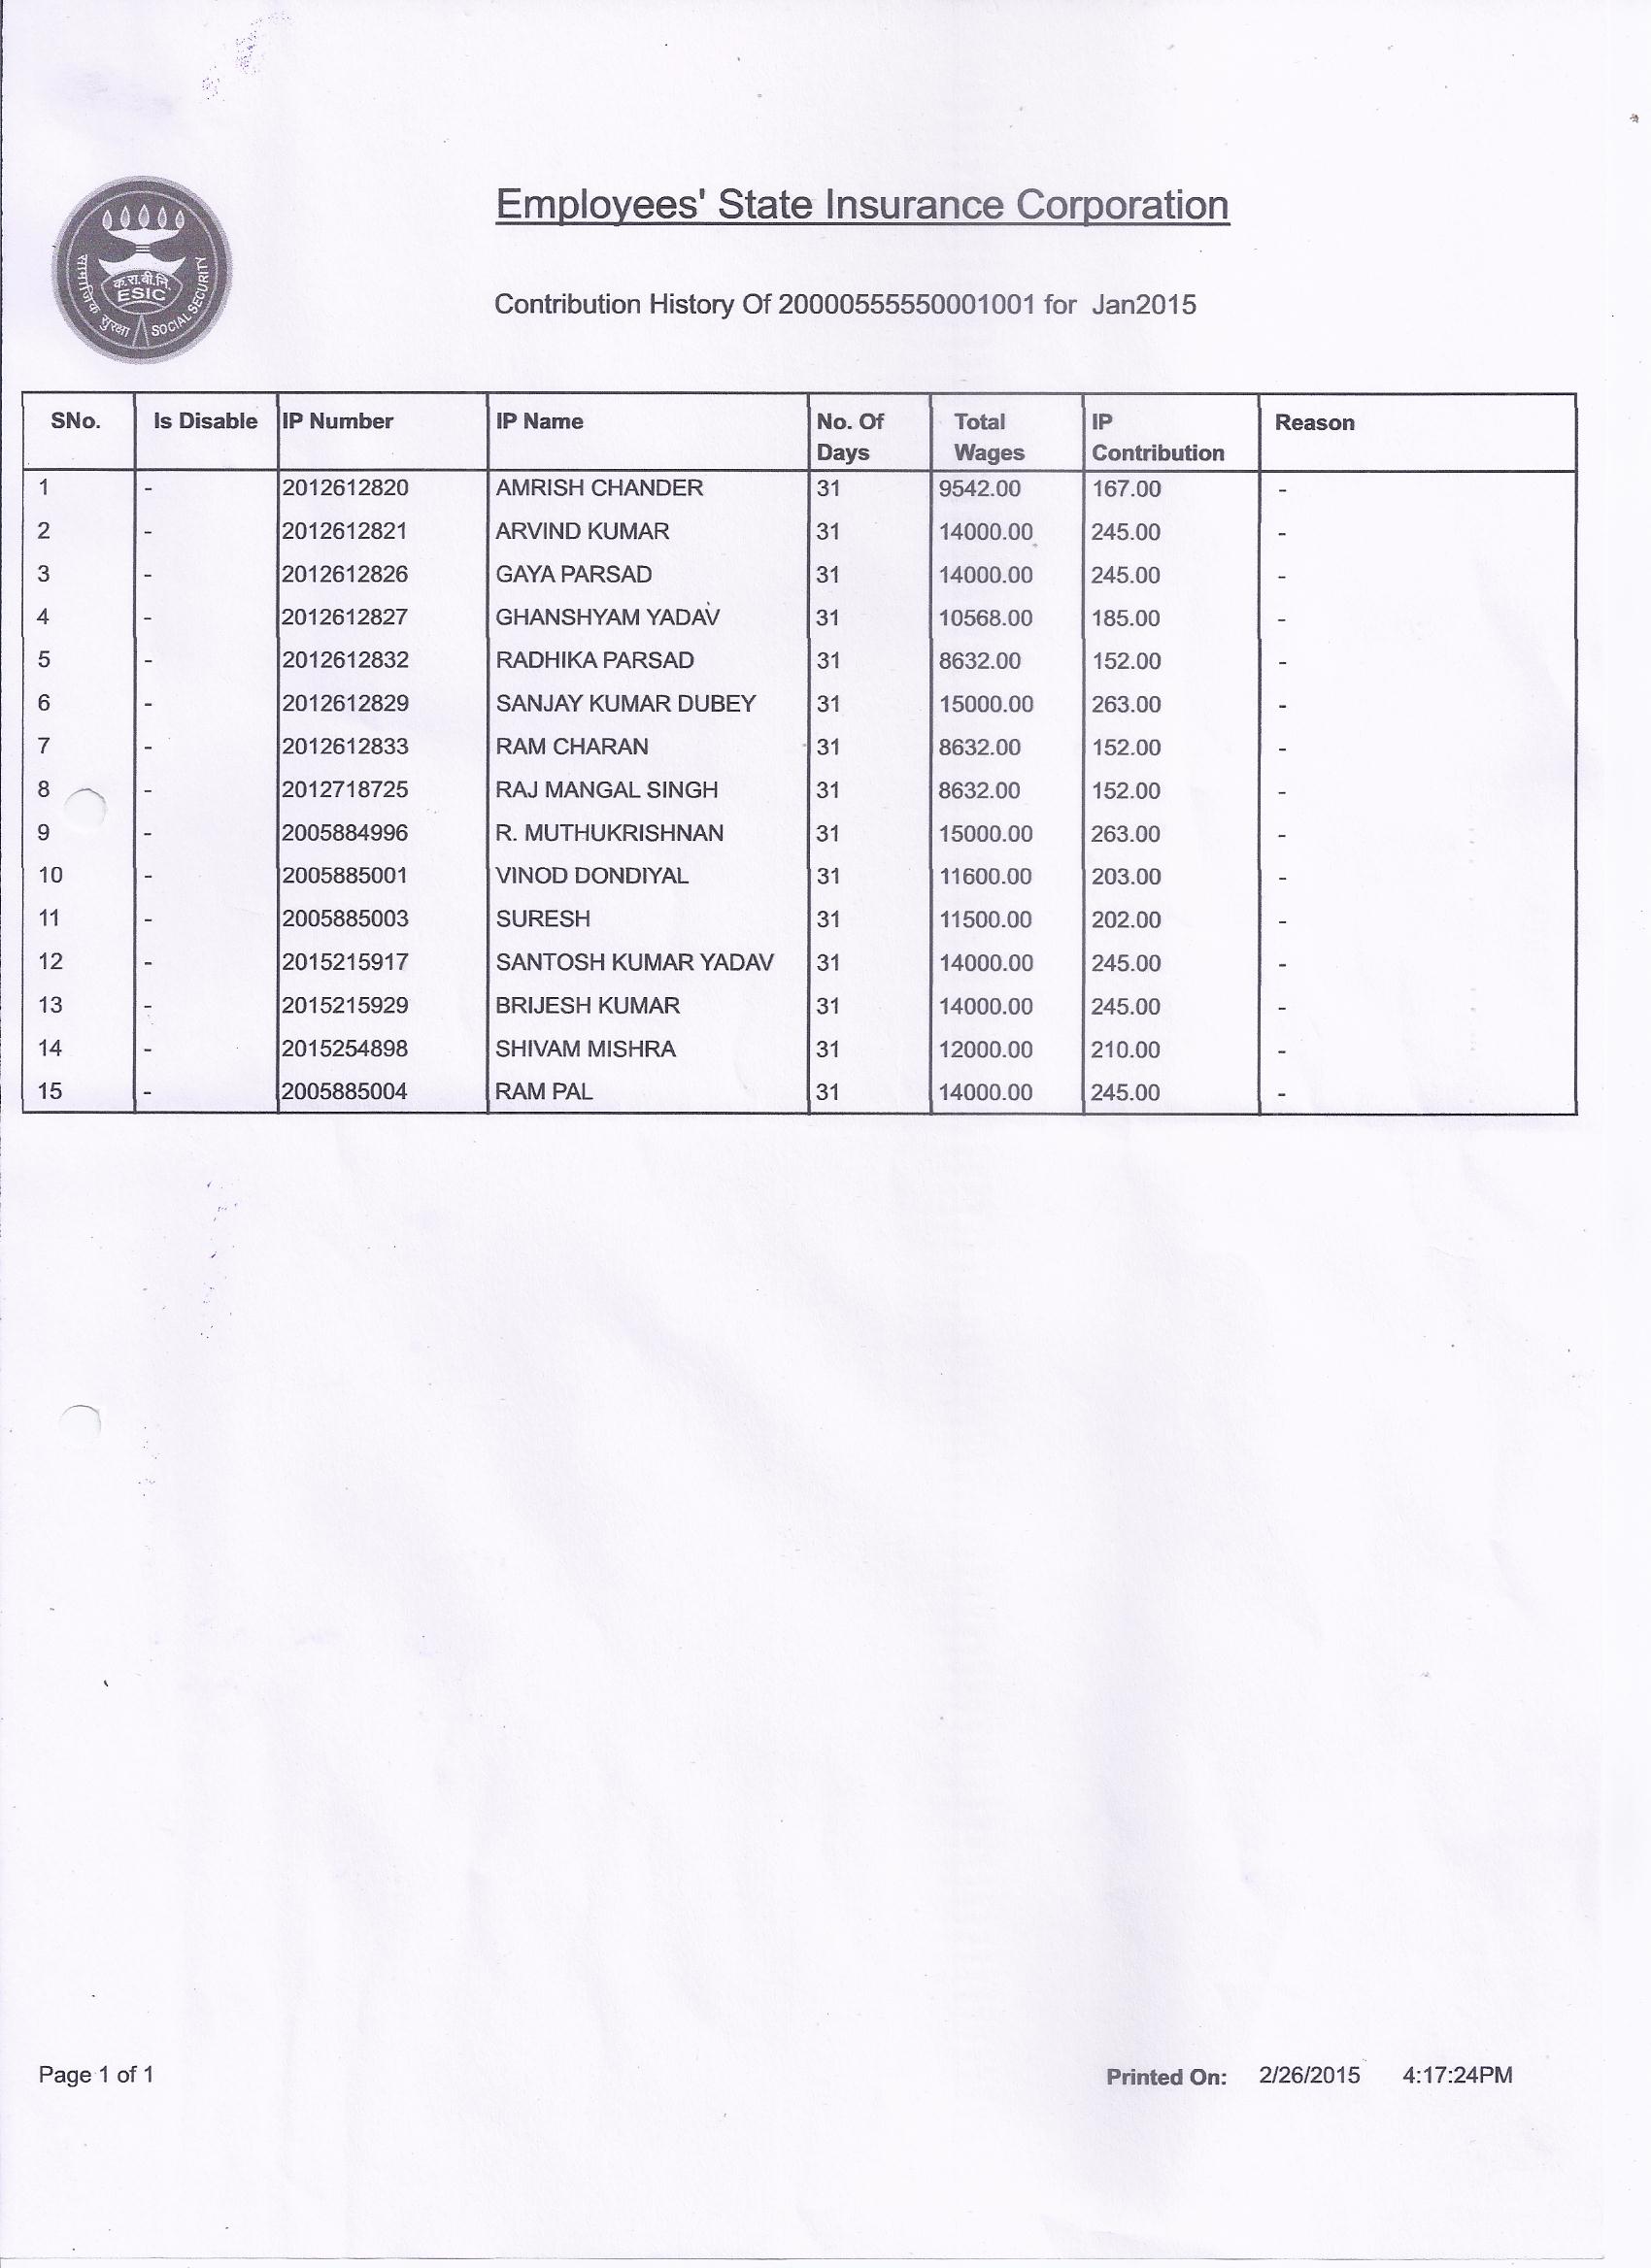 Employees' State Insurance Corporation
क.रा.बी.नि.
ESIC
सामाजिक सुरक्षा SOCIAL SECURITY
Contribution History Of 20000555550001001 for Jan2015
SNo. Is Disable IP Number IP Name No. Of Days Total Wages IP Contribution Reason
1 - 2012612820 AMRISH CHANDER 31 9542.00 167.00 -
2 - 2012612821 ARVIND KUMAR 31 14000.00 245.00 -
3 - 2012612826 GAYA PARSAD 31 14000.00 245.00 -
4 - 2012612827 GHANSHYAM YADAV 31 10568.00 185.00 -
5 - 2012612832 RADHIKA PARSAD 31 8632.00 152.00 -
6 - 2012612829 SANJAY KUMAR DUBEY 31 15000.00 263.00 -
7 - 2012612833 RAM CHARAN 31 8632.00 152.00 -
8 - 2012718725 RAJ MANGAL SINGH 31 8632.00 152.00 -
9 - 2005884996 R. MUTHUKRISHNAN 31 15000.00 263.00 -
10 - 2005885001 VINOD DONDIYAL 31 11600.00 203.00 -
11 - 2005885003 SURESH 31 11500.00 202.00 -
12 - 2015215917 SANTOSH KUMAR YADAV 31 14000.00 245.00 -
13 - 2015215929 BRIJESH KUMAR 31 14000.00 245.00 -
14 - 2015254898 SHIVAM MISHRA 31 12000.00 210.00 -
15 - 2005885004 RAM PAL 31 14000.00 245.00 -
Page 1 of 1 Printed On: 2/26/2015 4:17:24PM